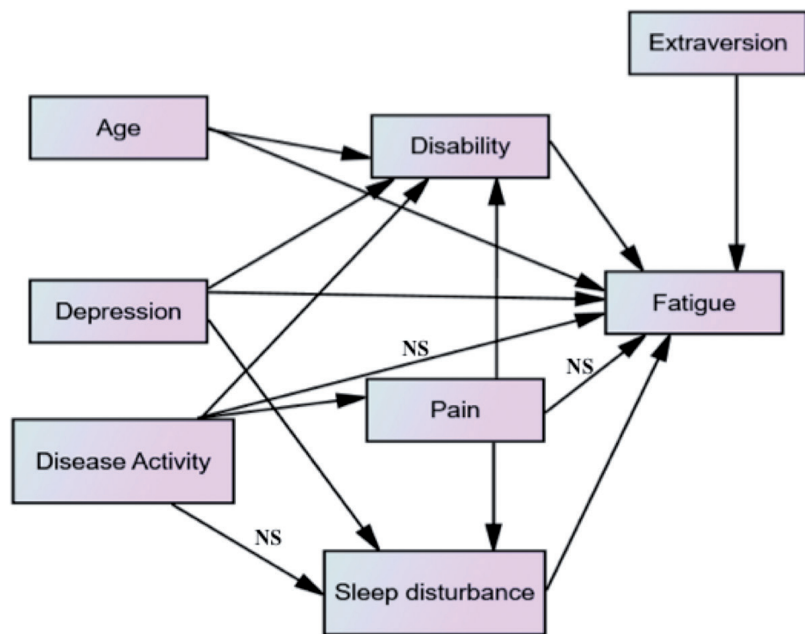 Extraversion
Age
Disability
Depression
Fatigue
NS
NS
Pain
Disease Activity
NS
Sleep disturbance